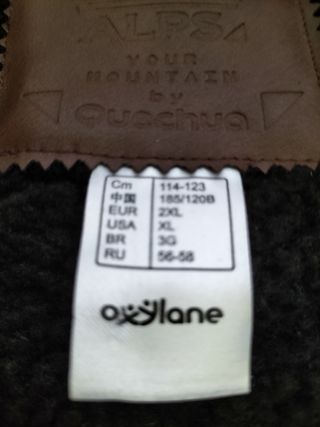 ALPS
YOUR
MOUNTAIN
by
Quechua
Cm 114-123
中国 185/120B
EUR 2XL
USA XL
BR 3G
RU 56-58
oxylane